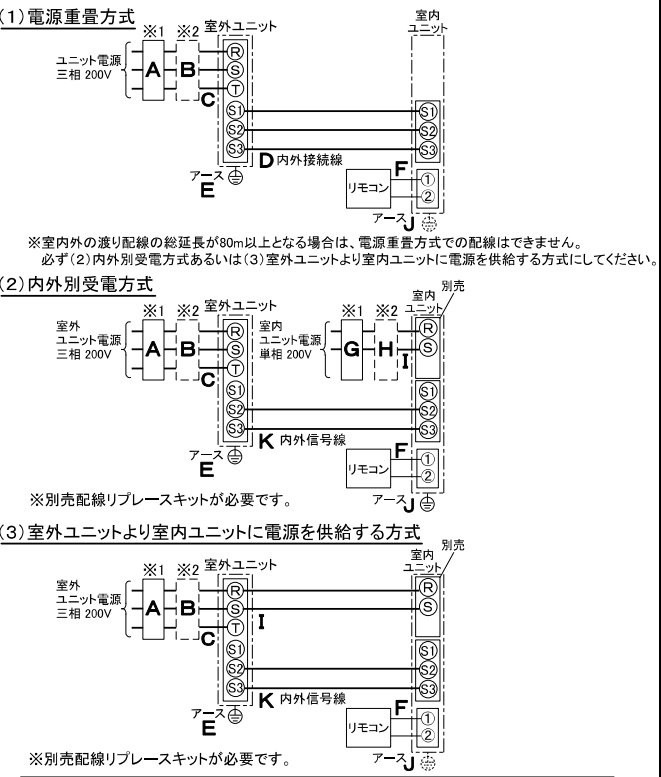 (1)電源重畳方式
※1 ※2 室外ユニット
室内
ユニット
ユニット電源
三相 200V
A B C
R
S
T
S1
S2
S3
S1
S2
S3
D 内外接続線
アース
E
F
リモコン
①
②
アース J
※室内外の渡り配線の総延長が80m以上となる場合は、電源重畳方式での配線はできません。
必ず(2)内外別受電方式あるいは(3)室外ユニットより室内ユニットに電源を供給する方式にしてください。
(2)内外別受電方式
※1 ※2 室外ユニット
※1 ※2
室内
ユニット
別売
室外
ユニット電源
三相 200V
A B C
R
S
T
S1
S2
S3
室内
ユニット電源
単相 200V
G H I
R
S
S1
S2
S3
K 内外信号線
アース
E
F
リモコン
①
②
アース J
※別売配線リプレースキットが必要です。
(3)室外ユニットより室内ユニットに電源を供給する方式
※1 ※2 室外ユニット
室内
ユニット
別売
室外
ユニット電源
三相 200V
A B C
R
S
T
S1
S2
S3
I
R
S
S1
S2
S3
K 内外信号線
アース
E
F
リモコン
①
②
アース J
※別売配線リプレースキットが必要です。